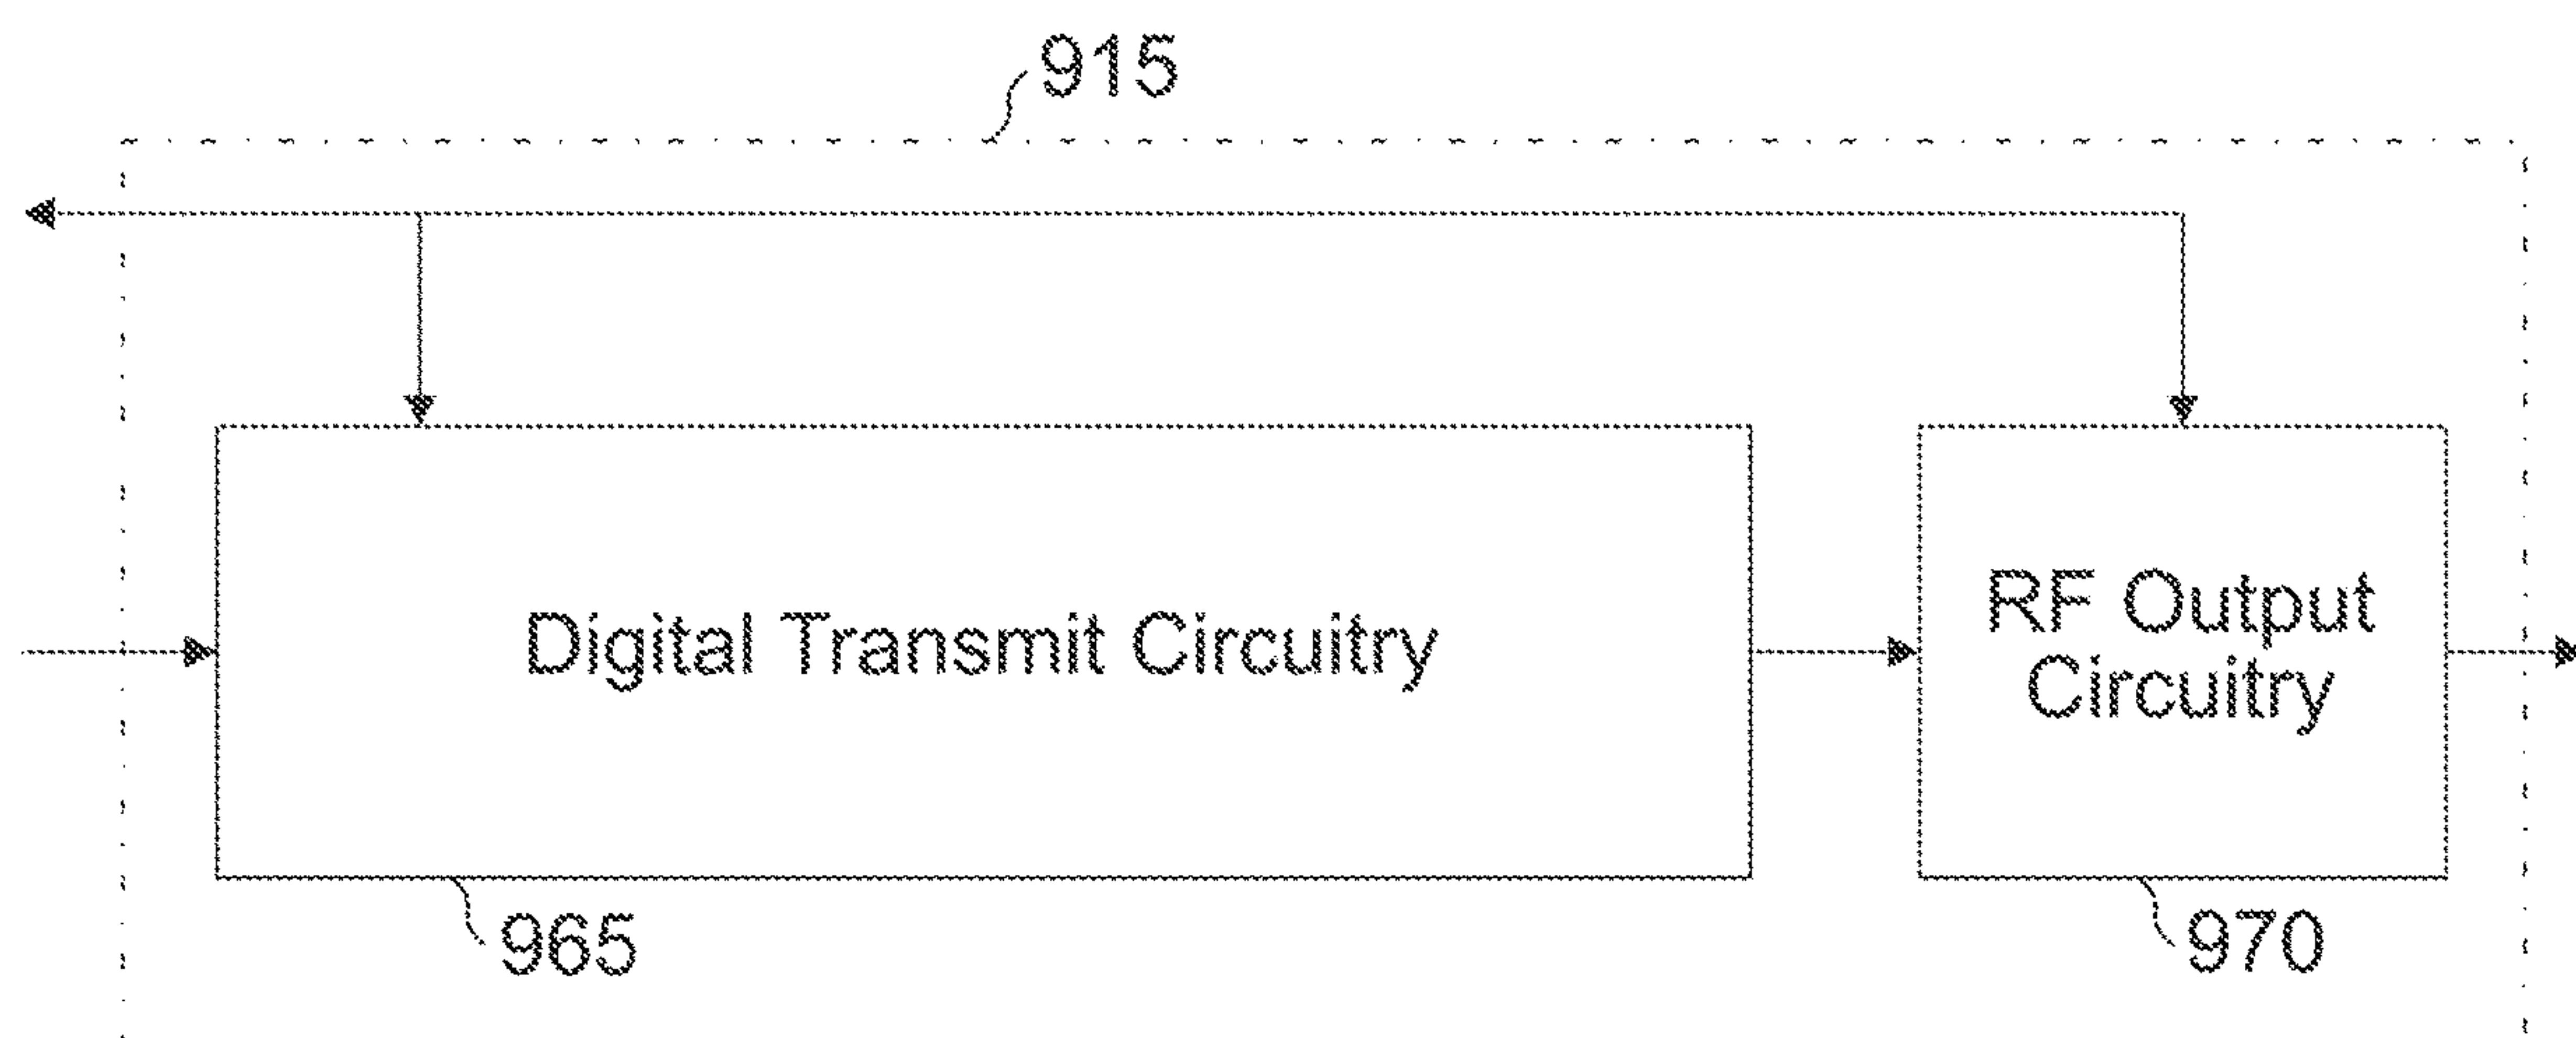 915
Digital Transmit Circuitry
RF Output
Circuitry
965
970